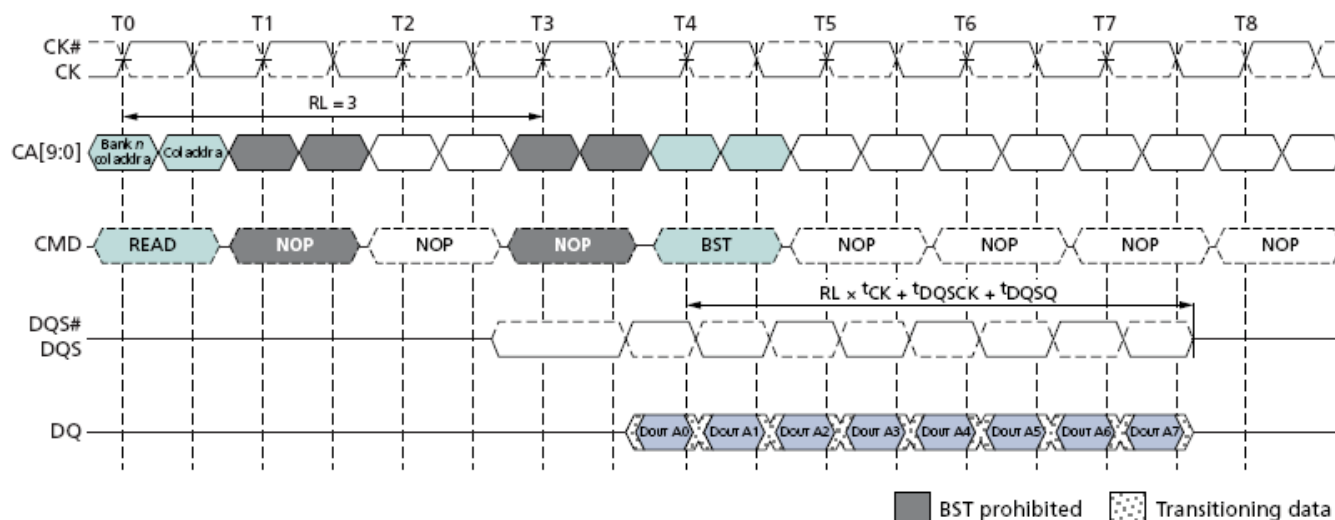 T0 T1 T2 T3 T4 T5 T6 T7 T8
CK#
CK
RL = 3
CA[9:0]
Bank n
col addr a
Col addr a
CMD READ NOP NOP NOP BST NOP NOP NOP NOP
RL × tCK + tDQSCK + tDQSQ
DQS#
DQS
DQ DOUT A0 DOUT A1 DOUT A2 DOUT A3 DOUT A4 DOUT A5 DOUT A6 DOUT A7
BST prohibited Transitioning data